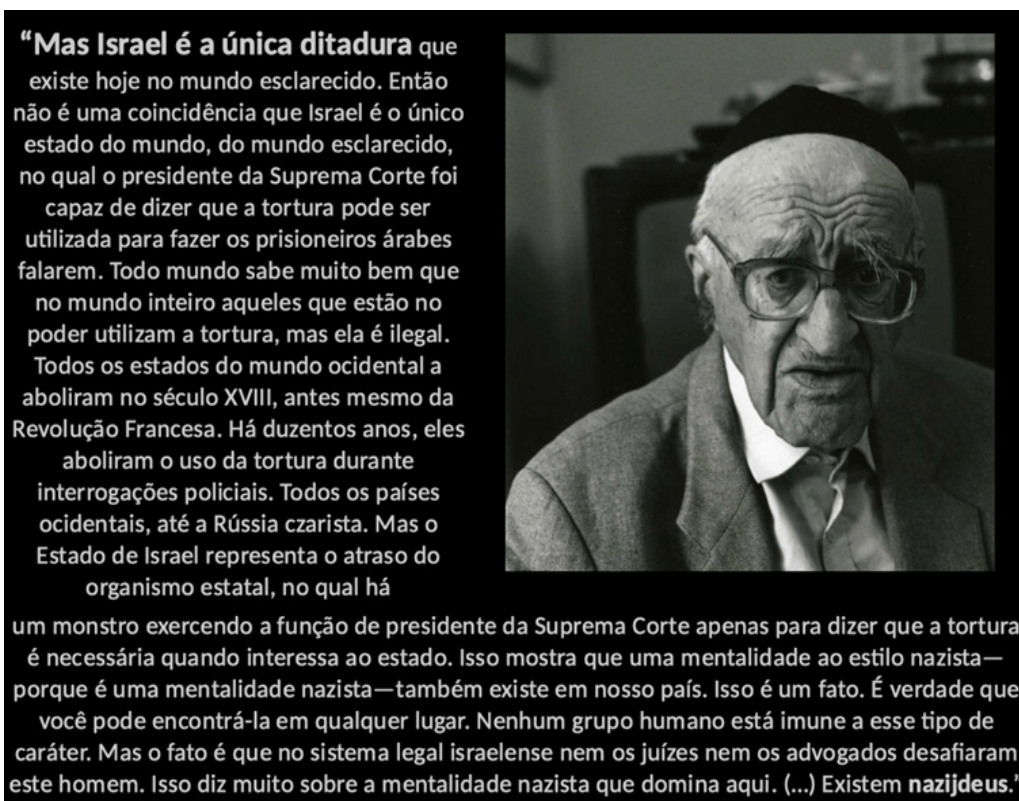 “Mas Israel é a única ditadura que
existe hoje no mundo esclarecido. Então
não é uma coincidência que Israel é o único
estado do mundo, do mundo esclarecido,
no qual o presidente da Suprema Corte foi
capaz de dizer que a tortura pode ser
utilizada para fazer os prisioneiros árabes
falarem. Todo mundo sabe muito bem que
no mundo inteiro aqueles que estão no
poder utilizam a tortura, mas ela é ilegal.
Todos os estados do mundo ocidental a
aboliram no século XVIII, antes mesmo da
Revolução Francesa. Há duzentos anos, eles
aboliram o uso da tortura durante
interrogações policiais. Todos os países
ocidentais, até a Rússia czarista. Mas o
Estado de Israel representa o atraso do
organismo estatal, no qual há
um monstro exercendo a função de presidente da Suprema Corte apenas para dizer que a tortura
é necessária quando interessa ao estado. Isso mostra que uma mentalidade ao estilo nazista—
porque é uma mentalidade nazista—também existe em nosso país. Isso é um fato. É verdade que
você pode encontrá-la em qualquer lugar. Nenhum grupo humano está imune a esse tipo de
caráter. Mas o fato é que no sistema legal israelense nem os juízes nem os advogados desafiaram
este homem. Isso diz muito sobre a mentalidade nazista que domina aqui. (...) Existem nazijdeus.”